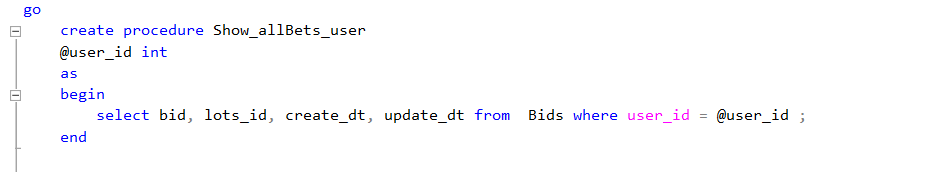 go
create procedure Show_allBets_user
@user_id int
as
begin
select bid, lots_id, create_dt, update_dt from  Bids where user_id = @user_id ;
end